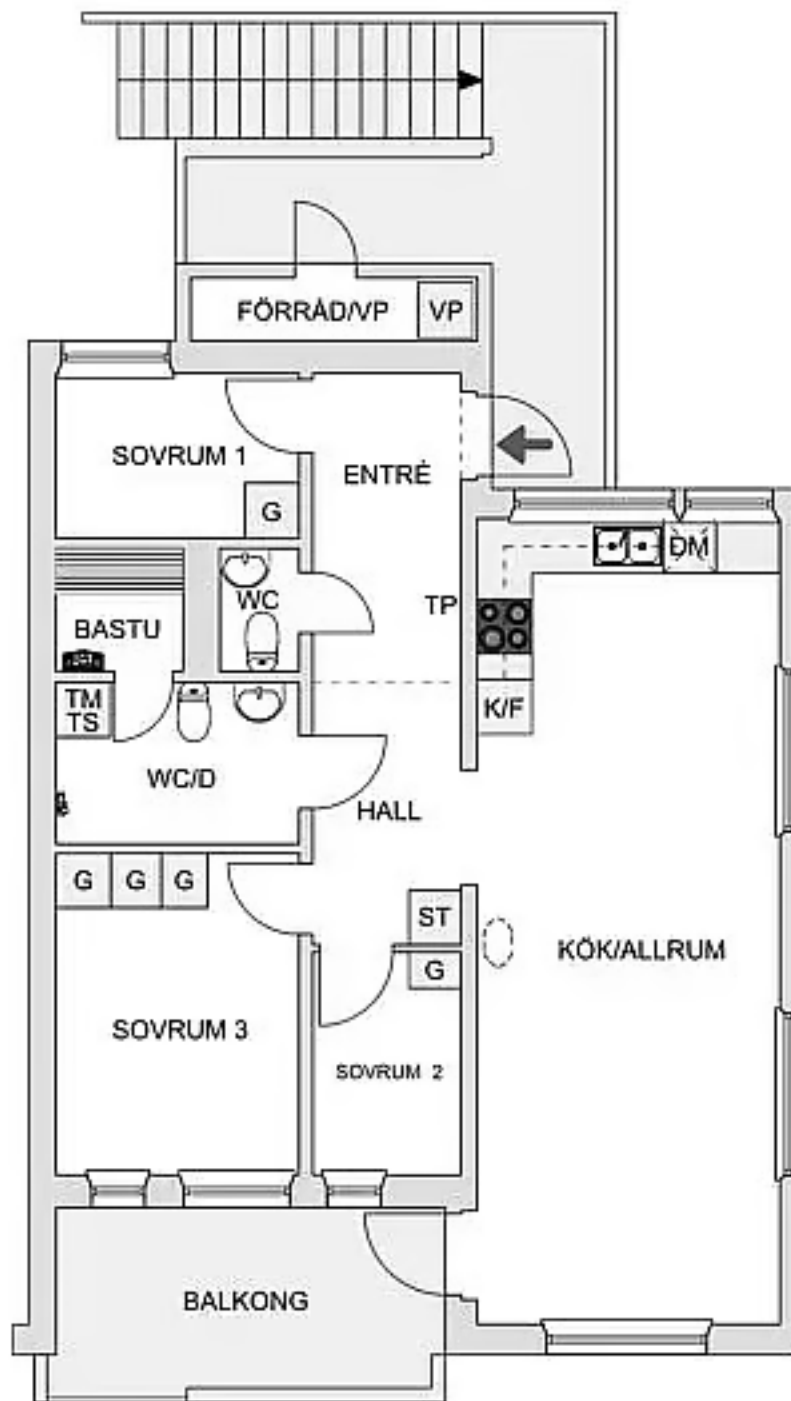 FÖRRÅD/VP
VP
SOVRUM 1
ENTRÉ
G
WC
DM
TP
BASTU
TM
TS
K/F
WC/D
HALL
G G G
ST
G
KÖK/ALLRUM
SOVRUM 3
SOVRUM 2
BALKONG